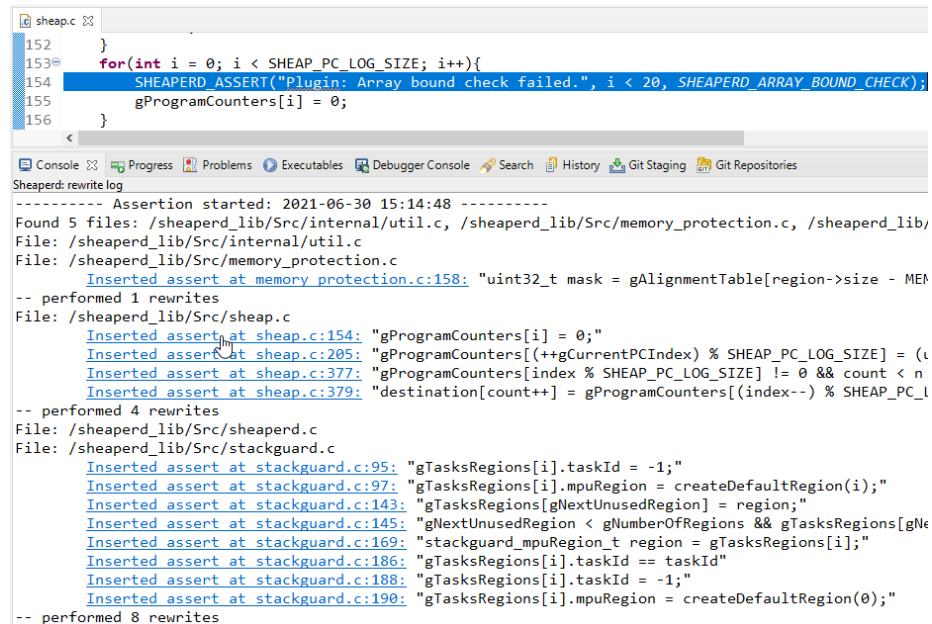 sheap.c
152 }
153 for(int i = 0; i < SHEAP_PC_LOG_SIZE; i++){
154 SHEAPERD_ASSERT("Plugin: Array bound check failed.", i < 20, SHEAPERD_ARRAY_BOUND_CHECK);
155 gProgramCounters[i] = 0;
156 }
Console Progress Problems Executables Debugger Console Search History Git Staging Git Repositories
Sheaperd: rewrite log
---------- Assertion started: 2021-06-30 15:14:48 ----------
Found 5 files: /sheaperd_lib/Src/internal/util.c, /sheaperd_lib/Src/memory_protection.c, /sheaperd_lib/
File: /sheaperd_lib/Src/internal/util.c
File: /sheaperd_lib/Src/memory_protection.c
Inserted assert at memory_protection.c:158: "uint32_t mask = gAlignmentTable[region->size - MEM
-- performed 1 rewrites
File: /sheaperd_lib/Src/sheap.c
Inserted assert at sheap.c:154: "gProgramCounters[i] = 0;"
Inserted assert at sheap.c:205: "gProgramCounters[(++gCurrentPCIndex) % SHEAP_PC_LOG_SIZE] = (u
Inserted assert at sheap.c:377: "gProgramCounters[index % SHEAP_PC_LOG_SIZE] != 0 && count < n
Inserted assert at sheap.c:379: "destination[count++] = gProgramCounters[(index--) % SHEAP_PC_L
-- performed 4 rewrites
File: /sheaperd_lib/Src/sheaperd.c
File: /sheaperd_lib/Src/stackguard.c
Inserted assert at stackguard.c:95: "gTasksRegions[i].taskId = -1;"
Inserted assert at stackguard.c:97: "gTasksRegions[i].mpuRegion = createDefaultRegion(i);"
Inserted assert at stackguard.c:143: "gTasksRegions[gNextUnusedRegion] = region;"
Inserted assert at stackguard.c:145: "gNextUnusedRegion < gNumberOfRegions && gTasksRegions[gNe
Inserted assert at stackguard.c:169: "stackguard_mpuRegion_t region = gTasksRegions[i];"
Inserted assert at stackguard.c:186: "gTasksRegions[i].taskId == taskId"
Inserted assert at stackguard.c:188: "gTasksRegions[i].taskId = -1;"
Inserted assert at stackguard.c:190: "gTasksRegions[i].mpuRegion = createDefaultRegion(0);"
-- performed 8 rewrites